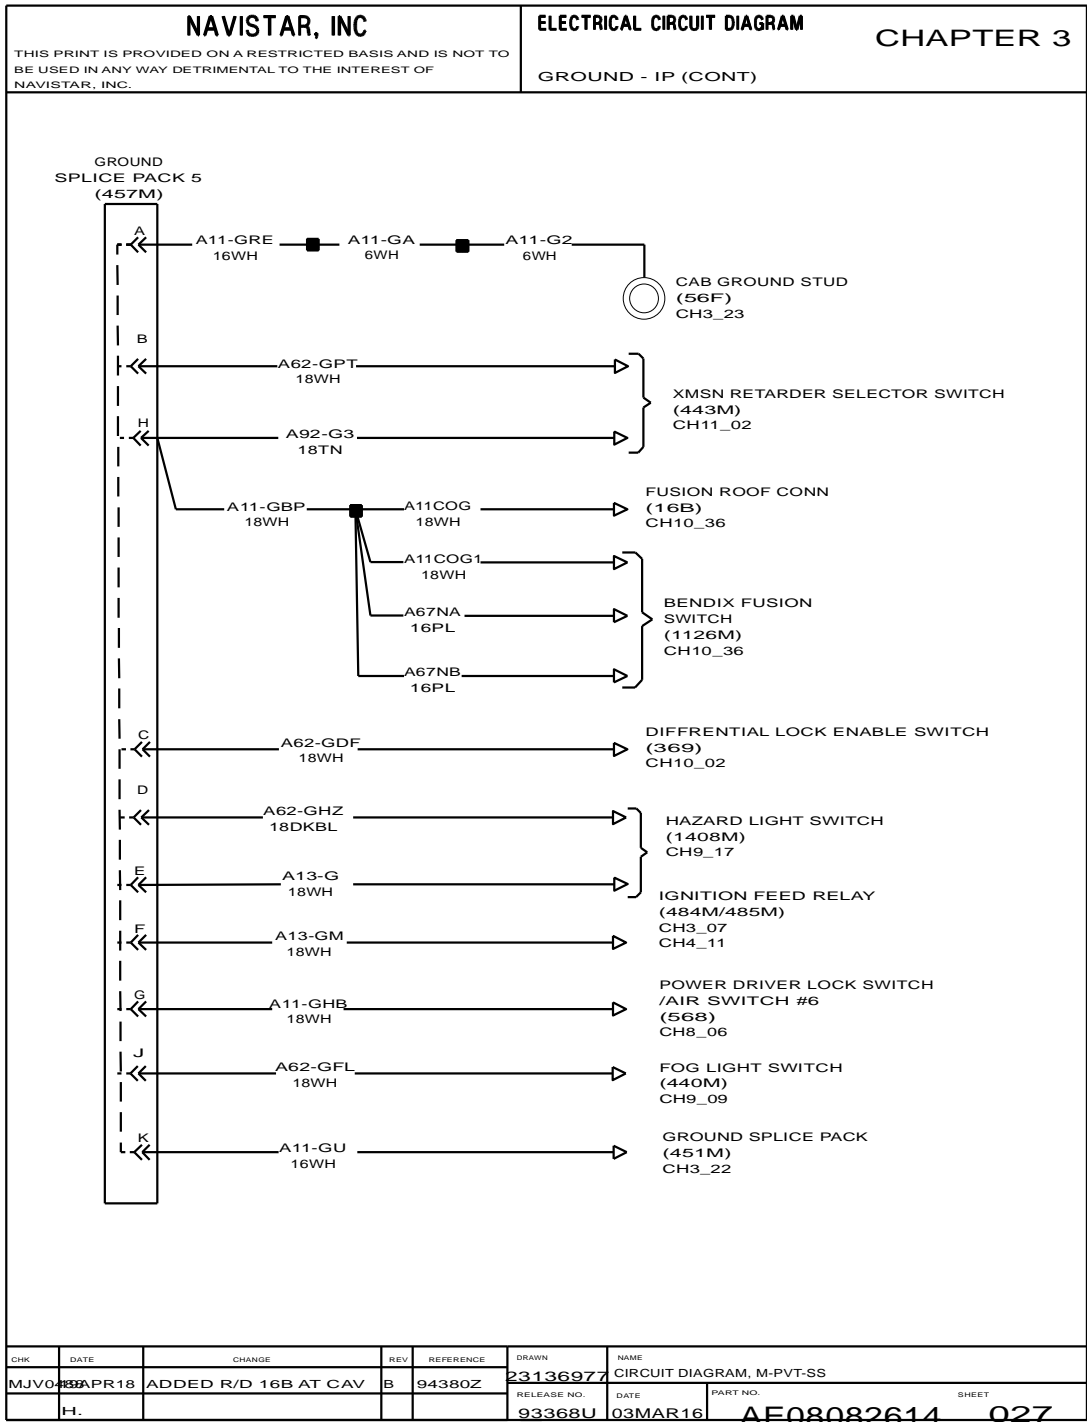 NAVISTAR, INC
THIS PRINT IS PROVIDED ON A RESTRICTED BASIS AND IS NOT TO
BE USED IN ANY WAY DETRIMENTAL TO THE INTEREST OF
NAVISTAR, INC.
ELECTRICAL CIRCUIT DIAGRAM
CHAPTER 3
GROUND - IP (CONT)
GROUND
SPLICE PACK 5
(457M)
A
A11-GRE
16WH
A11-GA
6WH
A11-G2
6WH
CAB GROUND STUD
(56F)
CH3_23
B
A62-GPT
18WH
H
A92-G3
18TN
XMSN RETARDER SELECTOR SWITCH
(443M)
CH11_02
A11-GBP
18WH
A11COG
18WH
FUSION ROOF CONN
(16B)
CH10_36
A11COG1
18WH
A67NA
16PL
A67NB
16PL
BENDIX FUSION
SWITCH
(1126M)
CH10_36
C
A62-GDF
18WH
DIFFRENTIAL LOCK ENABLE SWITCH
(369)
CH10_02
D
A62-GHZ
18DKBL
HAZARD LIGHT SWITCH
(1408M)
CH9_17
E
A13-G
18WH
IGNITION FEED RELAY
(484M/485M)
CH3_07
CH4_11
F
A13-GM
18WH
G
A11-GHB
18WH
POWER DRIVER LOCK SWITCH
/AIR SWITCH #6
(568)
CH8_06
J
A62-GFL
18WH
FOG LIGHT SWITCH
(440M)
CH9_09
K
A11-GU
16WH
GROUND SPLICE PACK
(451M)
CH3_22
CHK DATE CHANGE REV REFERENCE
ADDED R/D 16B AT CAV B 94380Z
H.
DRAWN
23136977
NAME
CIRCUIT DIAGRAM, M-PVT-SS
RELEASE NO.
93368U
DATE
03MAR16
PART NO.
AF08082614
SHEET
027